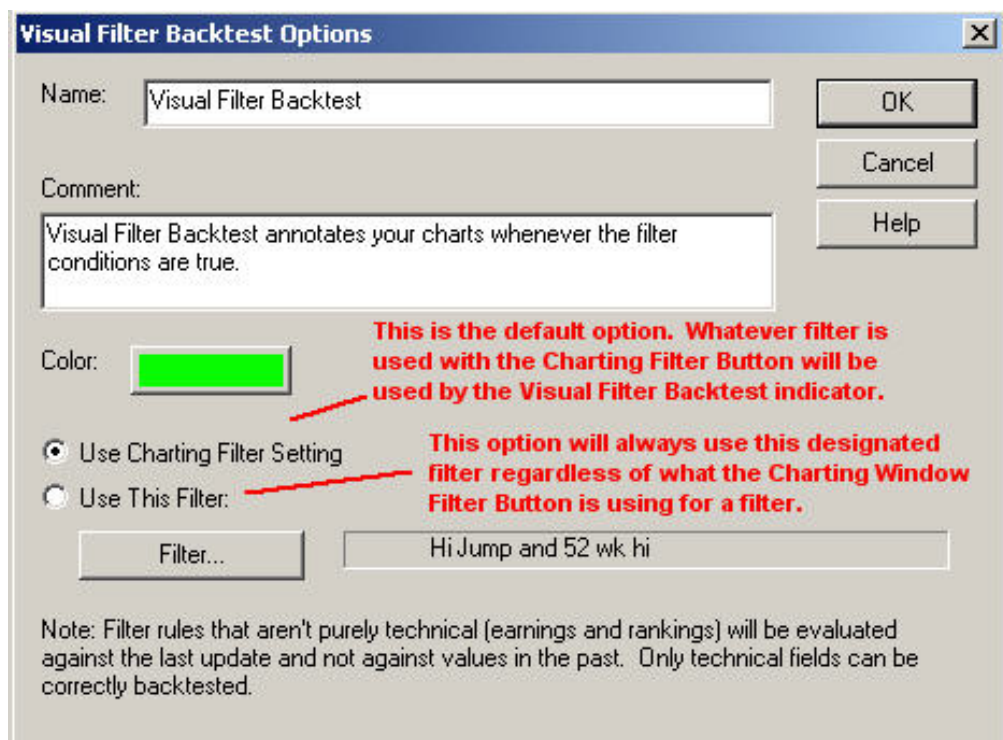 Visual Filter Backtest Options
Name:
Visual Filter Backtest
OK
Cancel
Help
Comment:
Visual Filter Backtest annotates your charts whenever the filter
conditions are true.
Color:
This is the default option. Whatever filter is
used with the Charting Filter Button will be
used by the Visual Filter Backtest indicator.
Use Charting Filter Setting
Use This Filter:
This option will always use this designated
filter regardless of what the Charting Window
Filter Button is using for a filter.
Filter...
Hi Jump and 52 wk hi
Note: Filter rules that aren't purely technical (earnings and rankings) will be evaluated
against the last update and not against values in the past. Only technical fields can be
correctly backtested.